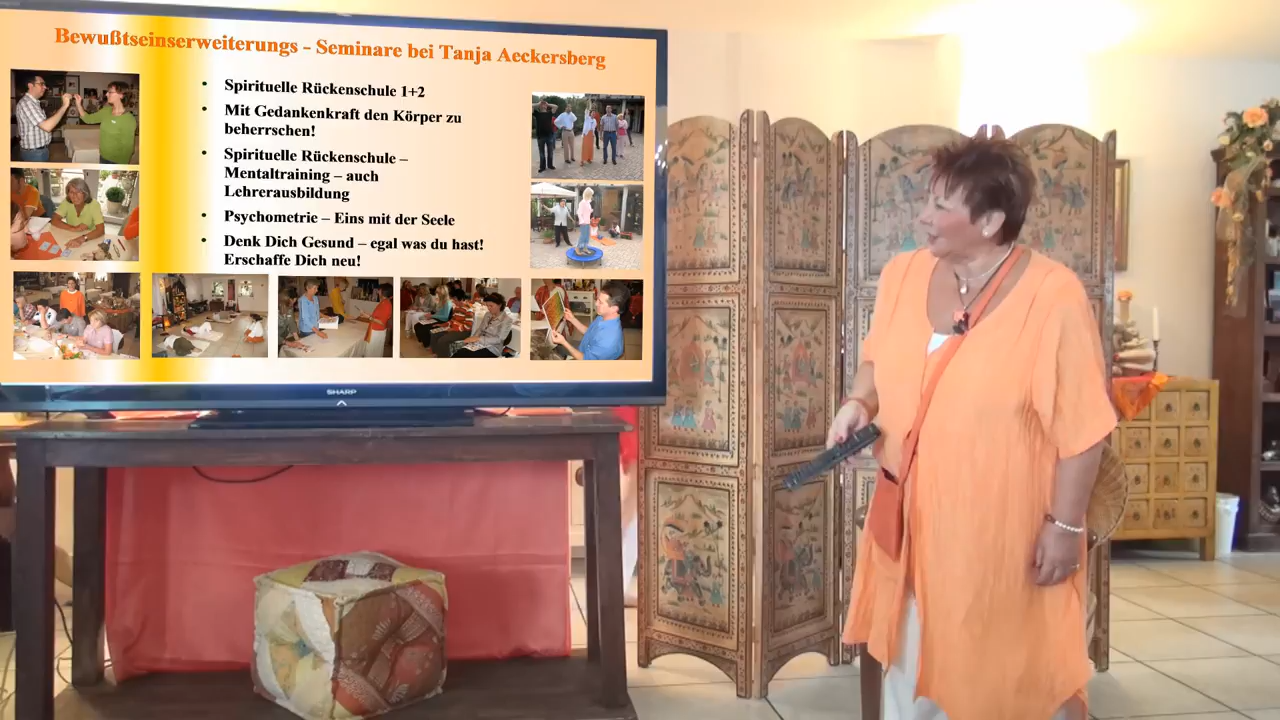 Bewußtseinserweiterungs - Seminare bei Tanja Aeckersberg
• Spirituelle Rückenschule 1+2
• Mit Gedankenkraft den Körper zu
beherrschen!
• Spirituelle Rückenschule –
Mentaltraining – auch
Lehrerausbildung
• Psychometrie – Eins mit der Seele
• Denk Dich Gesund – egal was du hast!
Erschaffe Dich neu!
SHARP